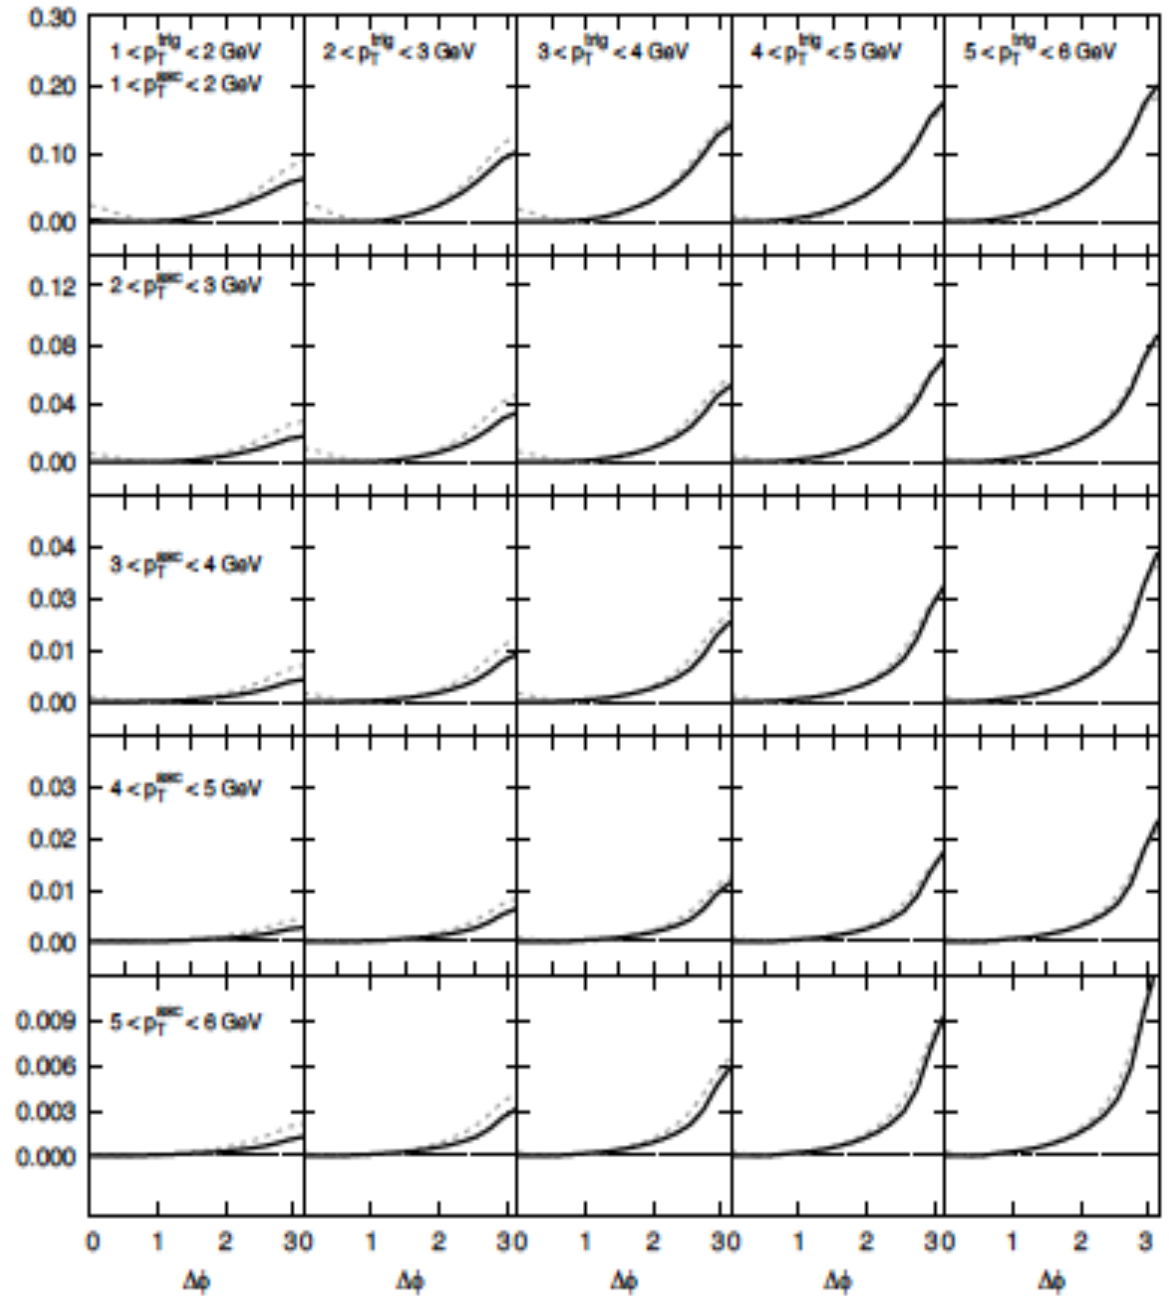 0.30
1 < p_T^trig < 2 GeV 2 < p_T^trig < 3 GeV 3 < p_T^trig < 4 GeV 4 < p_T^trig < 5 GeV 5 < p_T^trig < 6 GeV
0.20 1 < p_T^asc < 2 GeV
0.10
0.00
0.12 2 < p_T^asc < 3 GeV
0.08
0.04
0.00
0.04 3 < p_T^asc < 4 GeV
0.03
0.01
0.00
0.03 4 < p_T^asc < 5 GeV
0.02
0.01
0.00
0.009 5 < p_T^asc < 6 GeV
0.006
0.003
0.000
0 1 2 3 0 1 2 3 0 1 2 3 0 1 2 3 0 1 2 3
Δϕ Δϕ Δϕ Δϕ Δϕ